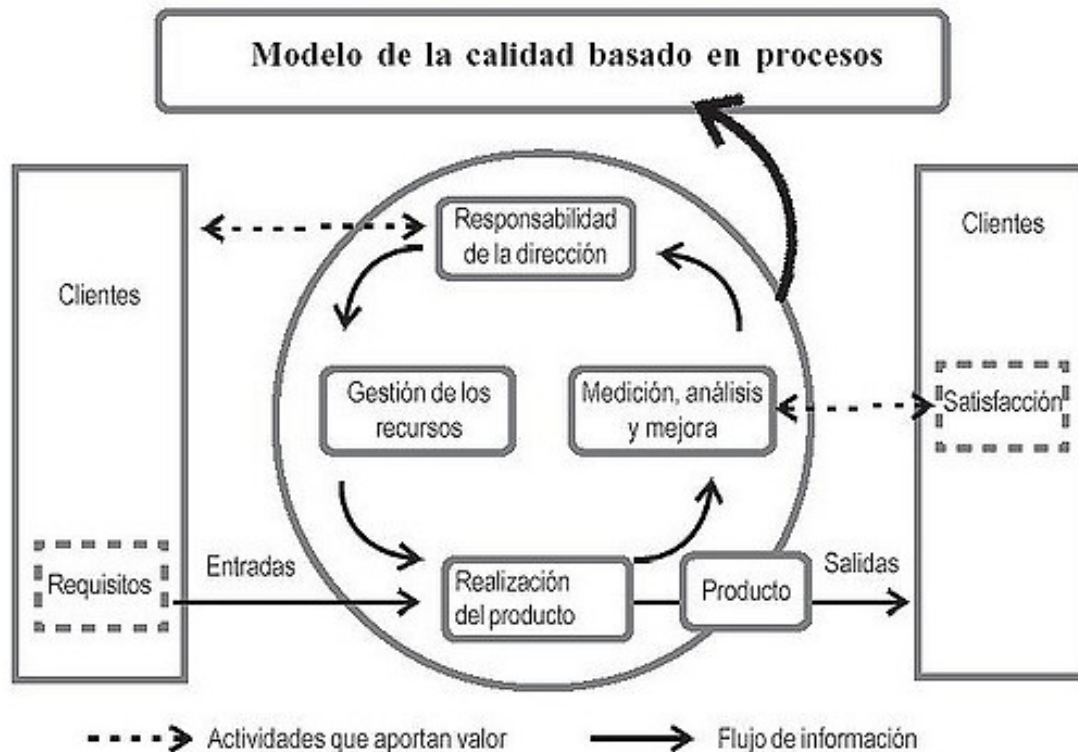 Modelo de la calidad basado en procesos
Clientes
Requisitos
Entradas
Responsabilidad
de la dirección
Gestión de los
recursos
Medición, análisis
y mejora
Realización
del producto
Producto
Salidas
Clientes
Satisfacción
Actividades que aportan valor
Flujo de información